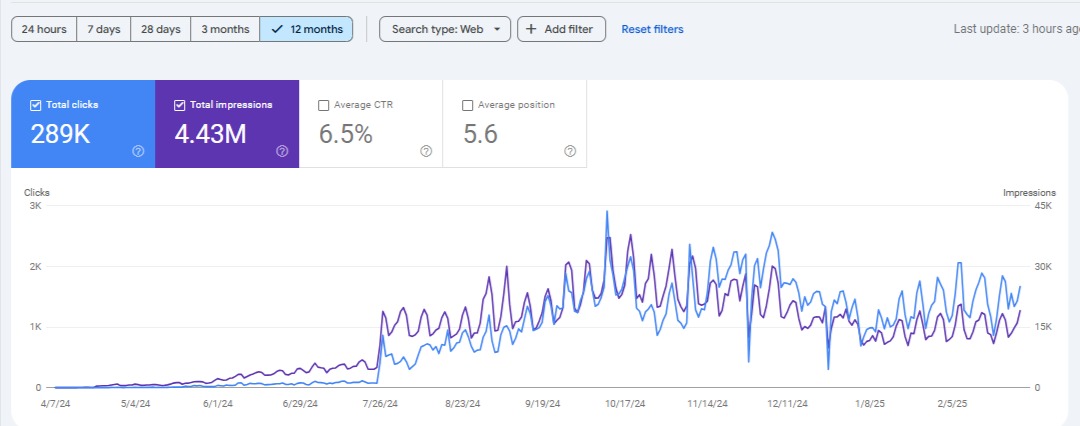 24 hours 7 days 28 days 3 months 12 months Search type: Web + Add filter Reset filters Last update: 3 hours ago
Total clicks Total impressions Average CTR Average position
289K 4.43M 6.5% 5.6
Clicks Impressions
3K 45K
2K 30K
1K 15K
0 0
4/7/24 5/4/24 6/1/24 6/29/24 7/26/24 8/23/24 9/19/24 10/17/24 11/14/24 12/11/24 1/8/25 2/5/25